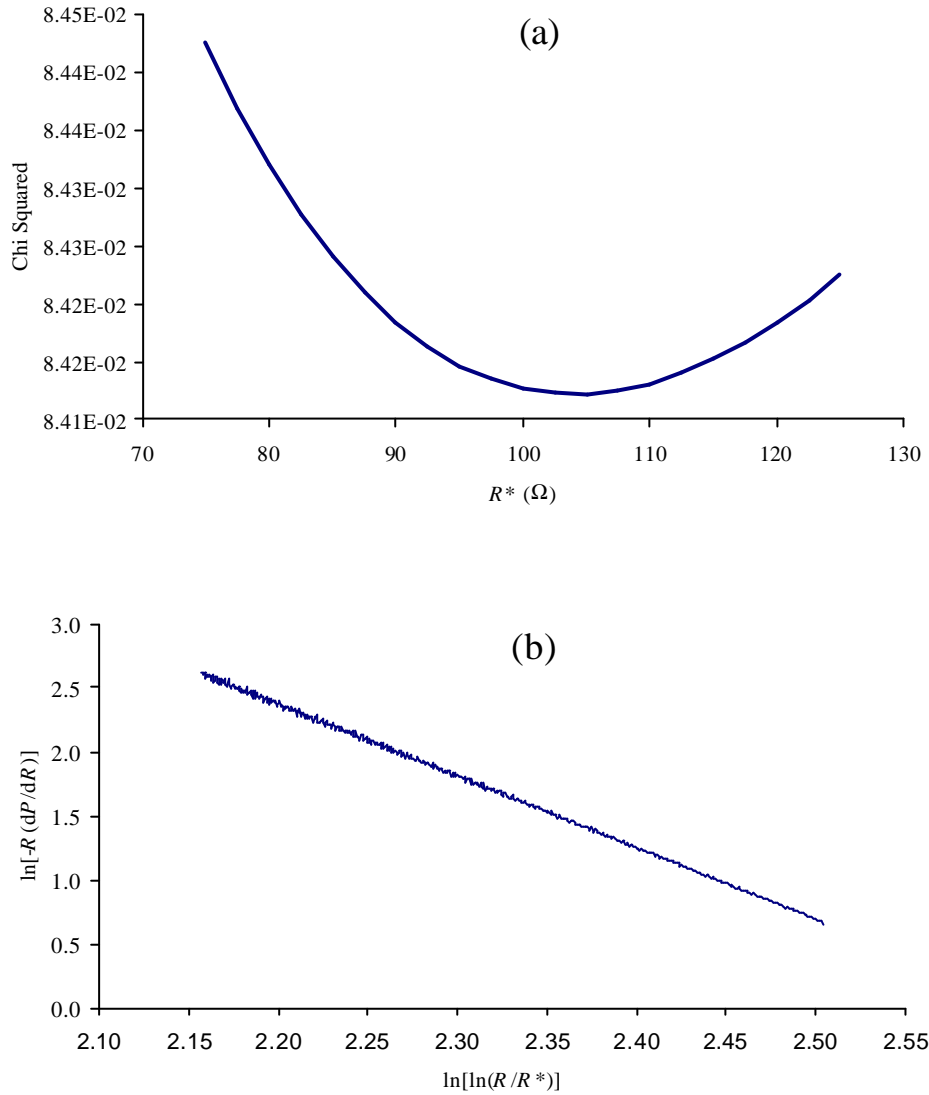 (a)
8.45E-02
8.44E-02
8.44E-02
8.43E-02
8.43E-02
8.42E-02
8.42E-02
8.41E-02
Chi Squared
70 80 90 100 110 120 130
R* (Ω)
(b)
3.0
2.5
2.0
1.5
1.0
0.5
0.0
ln[-R (dP/dR)]
2.10 2.15 2.20 2.25 2.30 2.35 2.40 2.45 2.50 2.55
ln[ln(R/R*)]